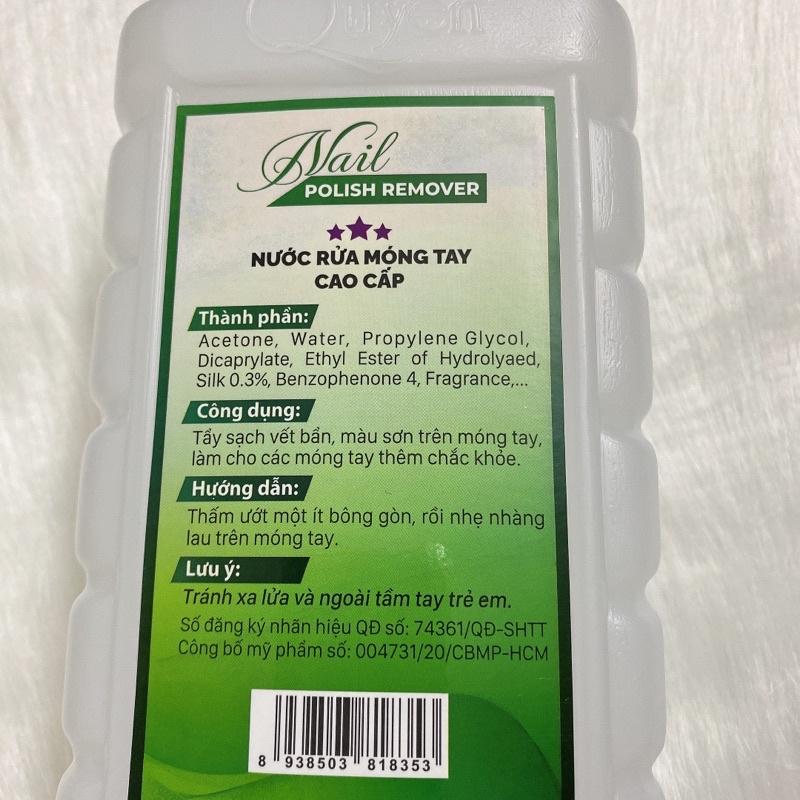 Quyên
Nail
POLISH REMOVER
NƯỚC RỬA MÓNG TAY
CAO CẤP
Thành phần:
Acetone, Water, Propylene Glycol,
Dicaprylate, Ethyl Ester of Hydrolyaed,
Silk 0.3%, Benzophenone 4, Fragrance,...
Công dụng:
Tẩy sạch vết bẩn, màu sơn trên móng tay,
làm cho các móng tay thêm chắc khỏe.
Hướng dẫn:
Thấm ướt một ít bông gòn, rồi nhẹ nhàng
lau trên móng tay.
Lưu ý:
Tránh xa lửa và ngoài tầm tay trẻ em.
Số đăng ký nhãn hiệu QĐ số: 74361/QĐ-SHTT
Công bố mỹ phẩm số: 004731/20/CBMP-HCM
8 938503 818353